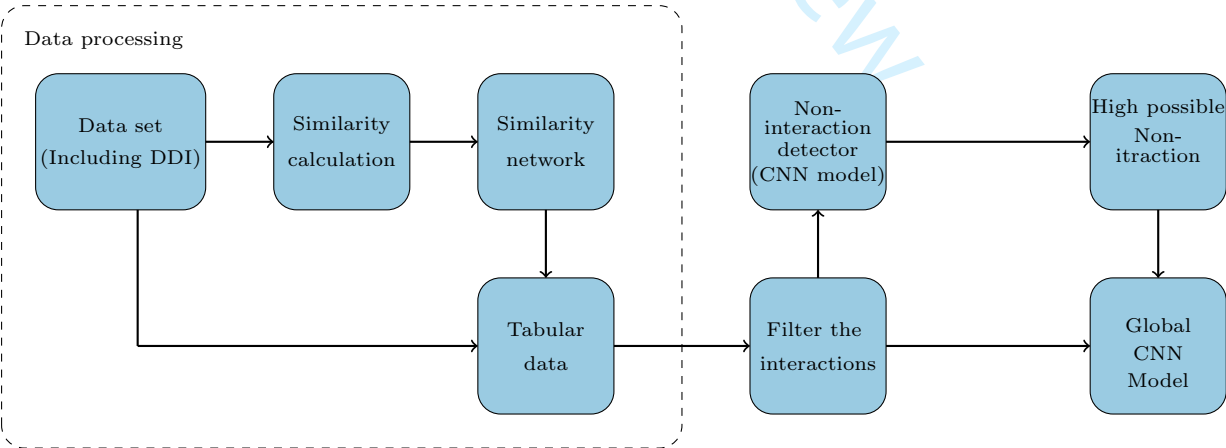 Data processing
Data set
(Including DDI)
Similarity
calculation
Similarity
network
Non-
interaction
detector
(CNN model)
High possible
Non-
itraction
Tabular
data
Filter the
interactions
Global
CNN
Model